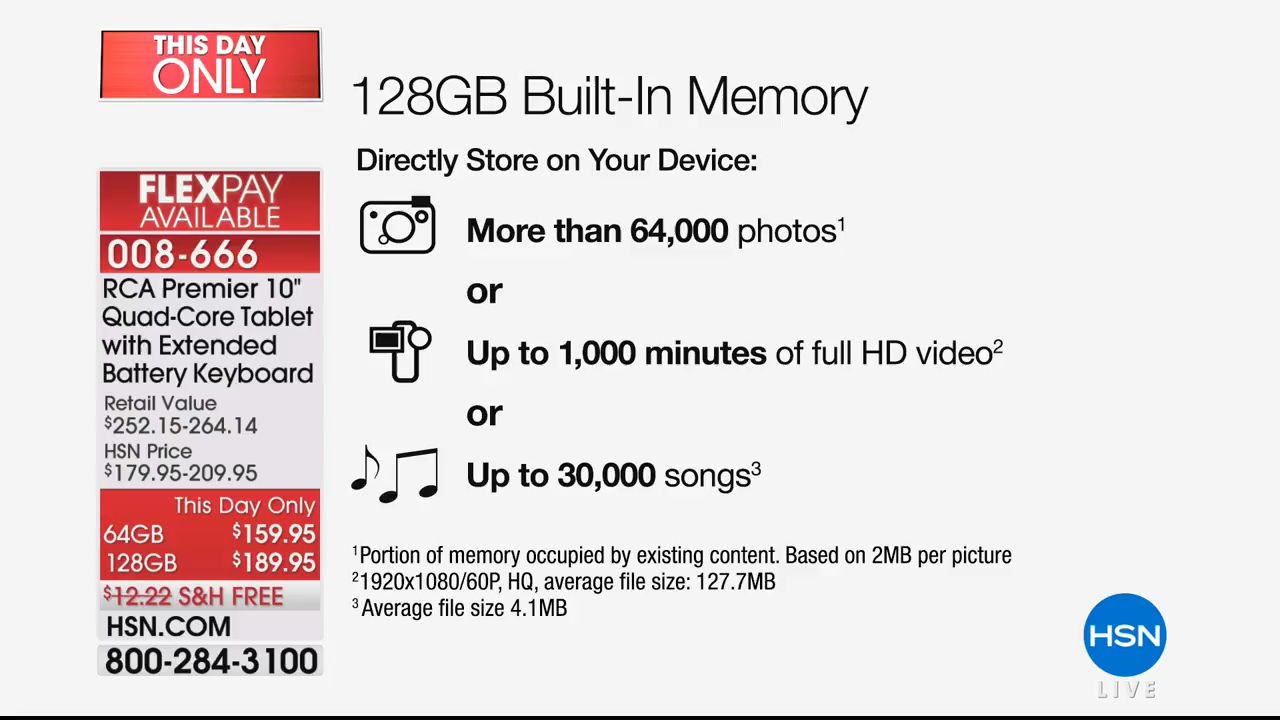 THIS DAY
ONLY
128GB Built-In Memory
Directly Store on Your Device:
More than 64,000 photos¹
or
Up to 1,000 minutes of full HD video²
or
Up to 30,000 songs³
¹Portion of memory occupied by existing content. Based on 2MB per picture
²1920x1080/60P, HQ, average file size: 127.7MB
³Average file size 4.1MB
FLEXPAY
AVAILABLE
008-666
RCA Premier 10"
Quad-Core Tablet
with Extended
Battery Keyboard
Retail Value
$252.15-264.14
HSN Price
$179.95-209.95
This Day Only
64GB $159.95
128GB $189.95
$12.22 S&H FREE
HSN.COM
800-284-3100
HSN
LIVE